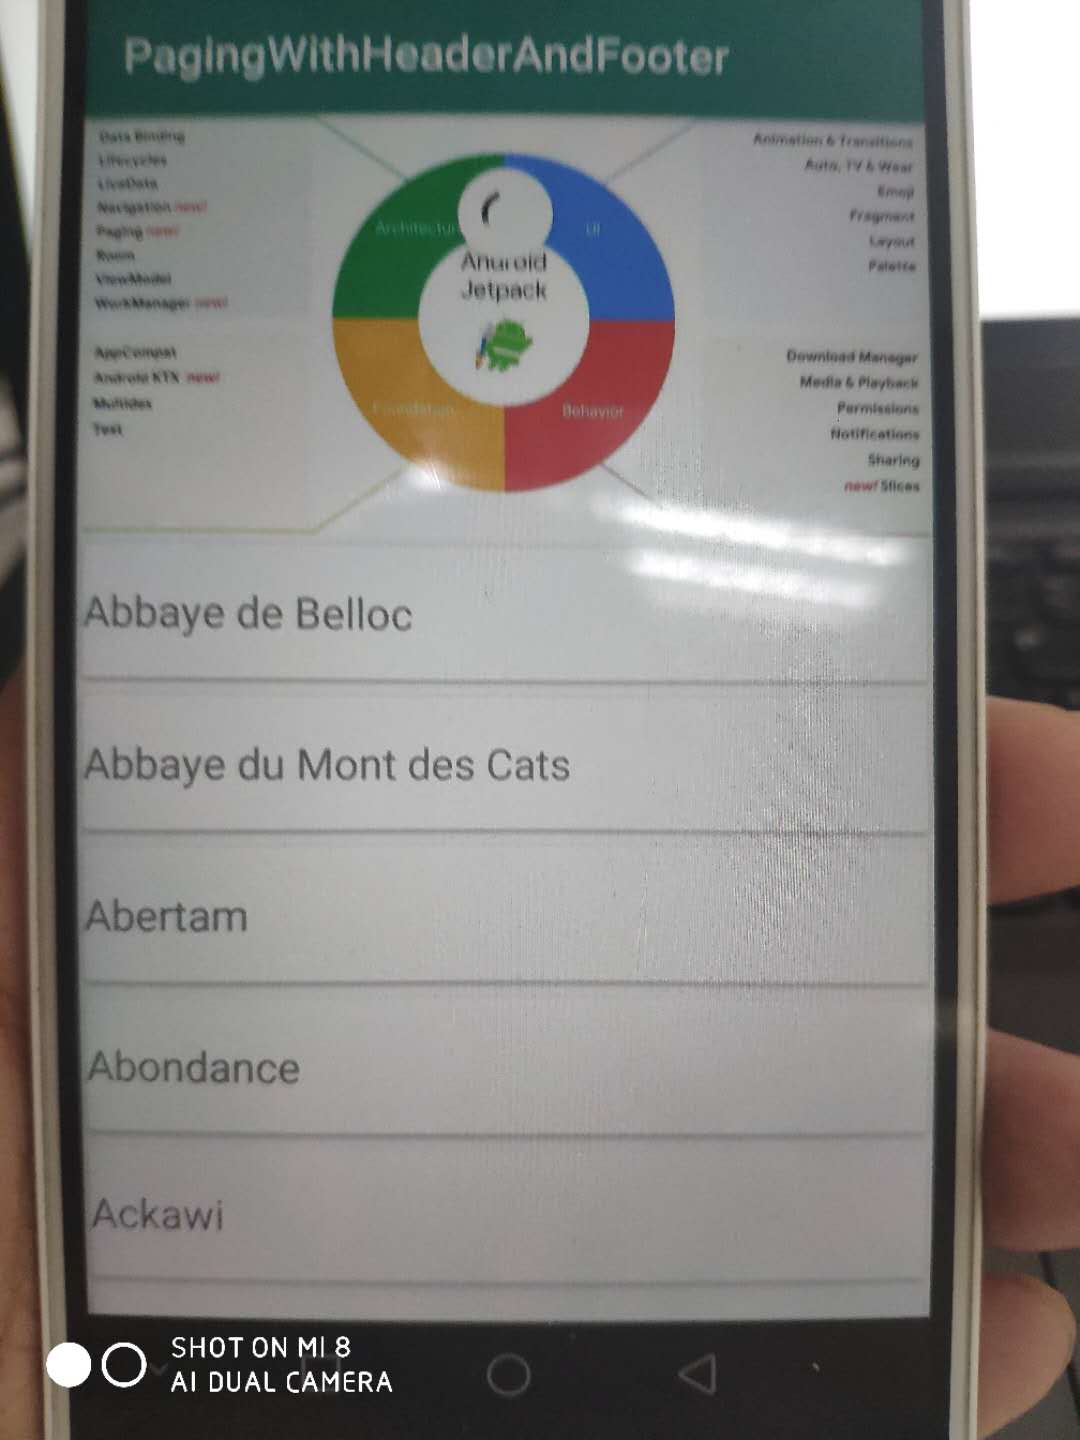 PagingWithHeaderAndFooter
Data Binding
Lifecycles
LiveData
Navigation new!
Paging new!
Room
ViewModel
WorkManager new!
AppCompat
Android KTX new!
Multidex
Test
Architectur
UI
Android
Jetpack
Foundation
Behavior
Animation & Transitions
Auto, TV & Wear
Emoji
Fragment
Layout
Palette
Download Manager
Media & Playback
Permissions
Notifications
Sharing
new! Slices
Abbaye de Belloc
Abbaye du Mont des Cats
Abertam
Abondance
Ackawi
SHOT ON MI 8
AI DUAL CAMERA